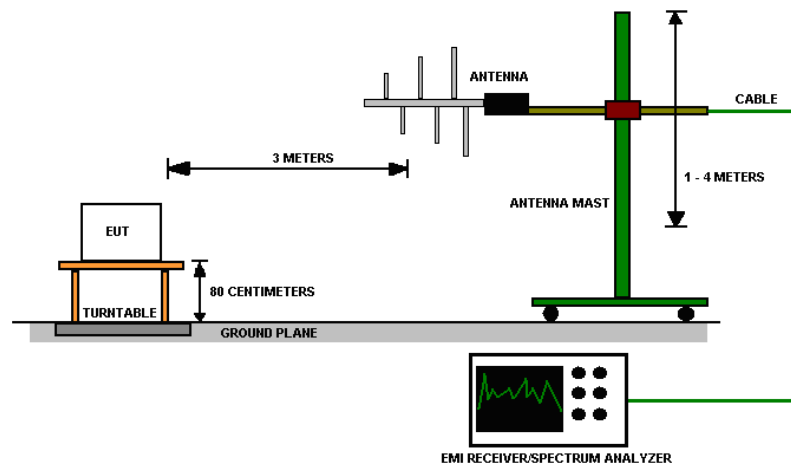 ANTENNA
CABLE
3 METERS
1 - 4 METERS
ANTENNA MAST
EUT
80 CENTIMETERS
TURNTABLE
GROUND PLANE
EMI RECEIVER/SPECTRUM ANALYZER